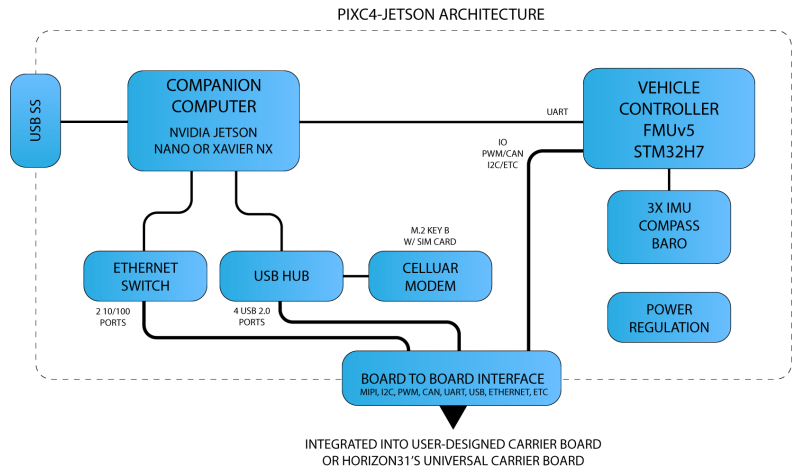 PIXC4-JETSON ARCHITECTURE
USB SS
COMPANION
COMPUTER
NVIDIA JETSON
NANO OR XAVIER NX
UART
VEHICLE
CONTROLLER
FMUv5
STM32H7
IO
PWM/CAN
I2C/ETC
3X IMU
COMPASS
BARO
M.2 KEY B
W/ SIM CARD
ETHERNET
SWITCH
USB HUB
CELLUAR
MODEM
2 10/100
PORTS
4 USB 2.0
PORTS
POWER
REGULATION
BOARD TO BOARD INTERFACE
MIPI, I2C, PWM, CAN, UART, USB, ETHERNET, ETC
INTEGRATED INTO USER-DESIGNED CARRIER BOARD
OR HORIZON31'S UNIVERSAL CARRIER BOARD